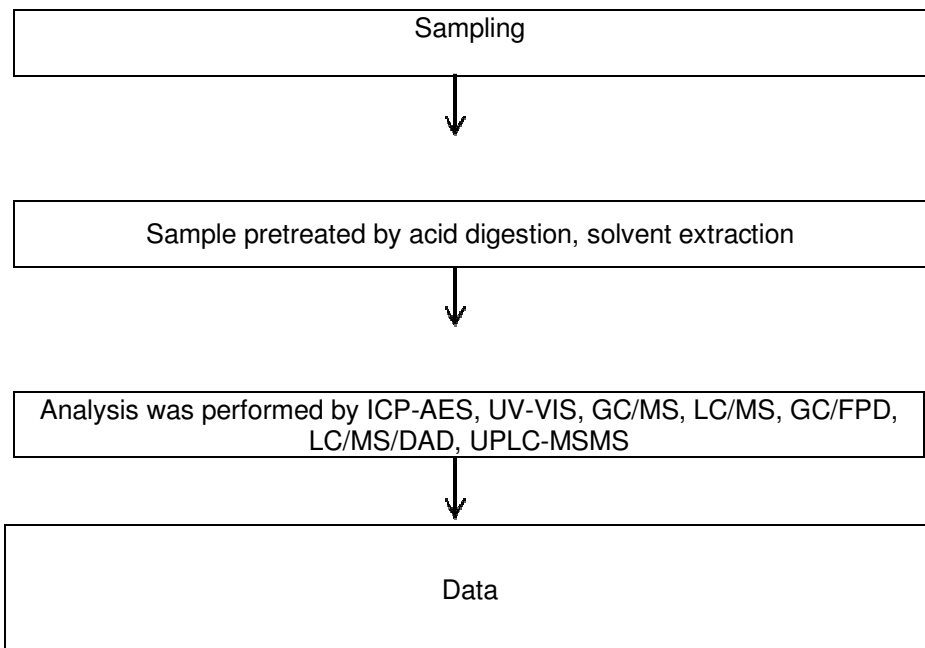 Sampling
Sample pretreated by acid digestion, solvent extraction
Analysis was performed by ICP-AES, UV-VIS, GC/MS, LC/MS, GC/FPD,
LC/MS/DAD, UPLC-MSMS
Data